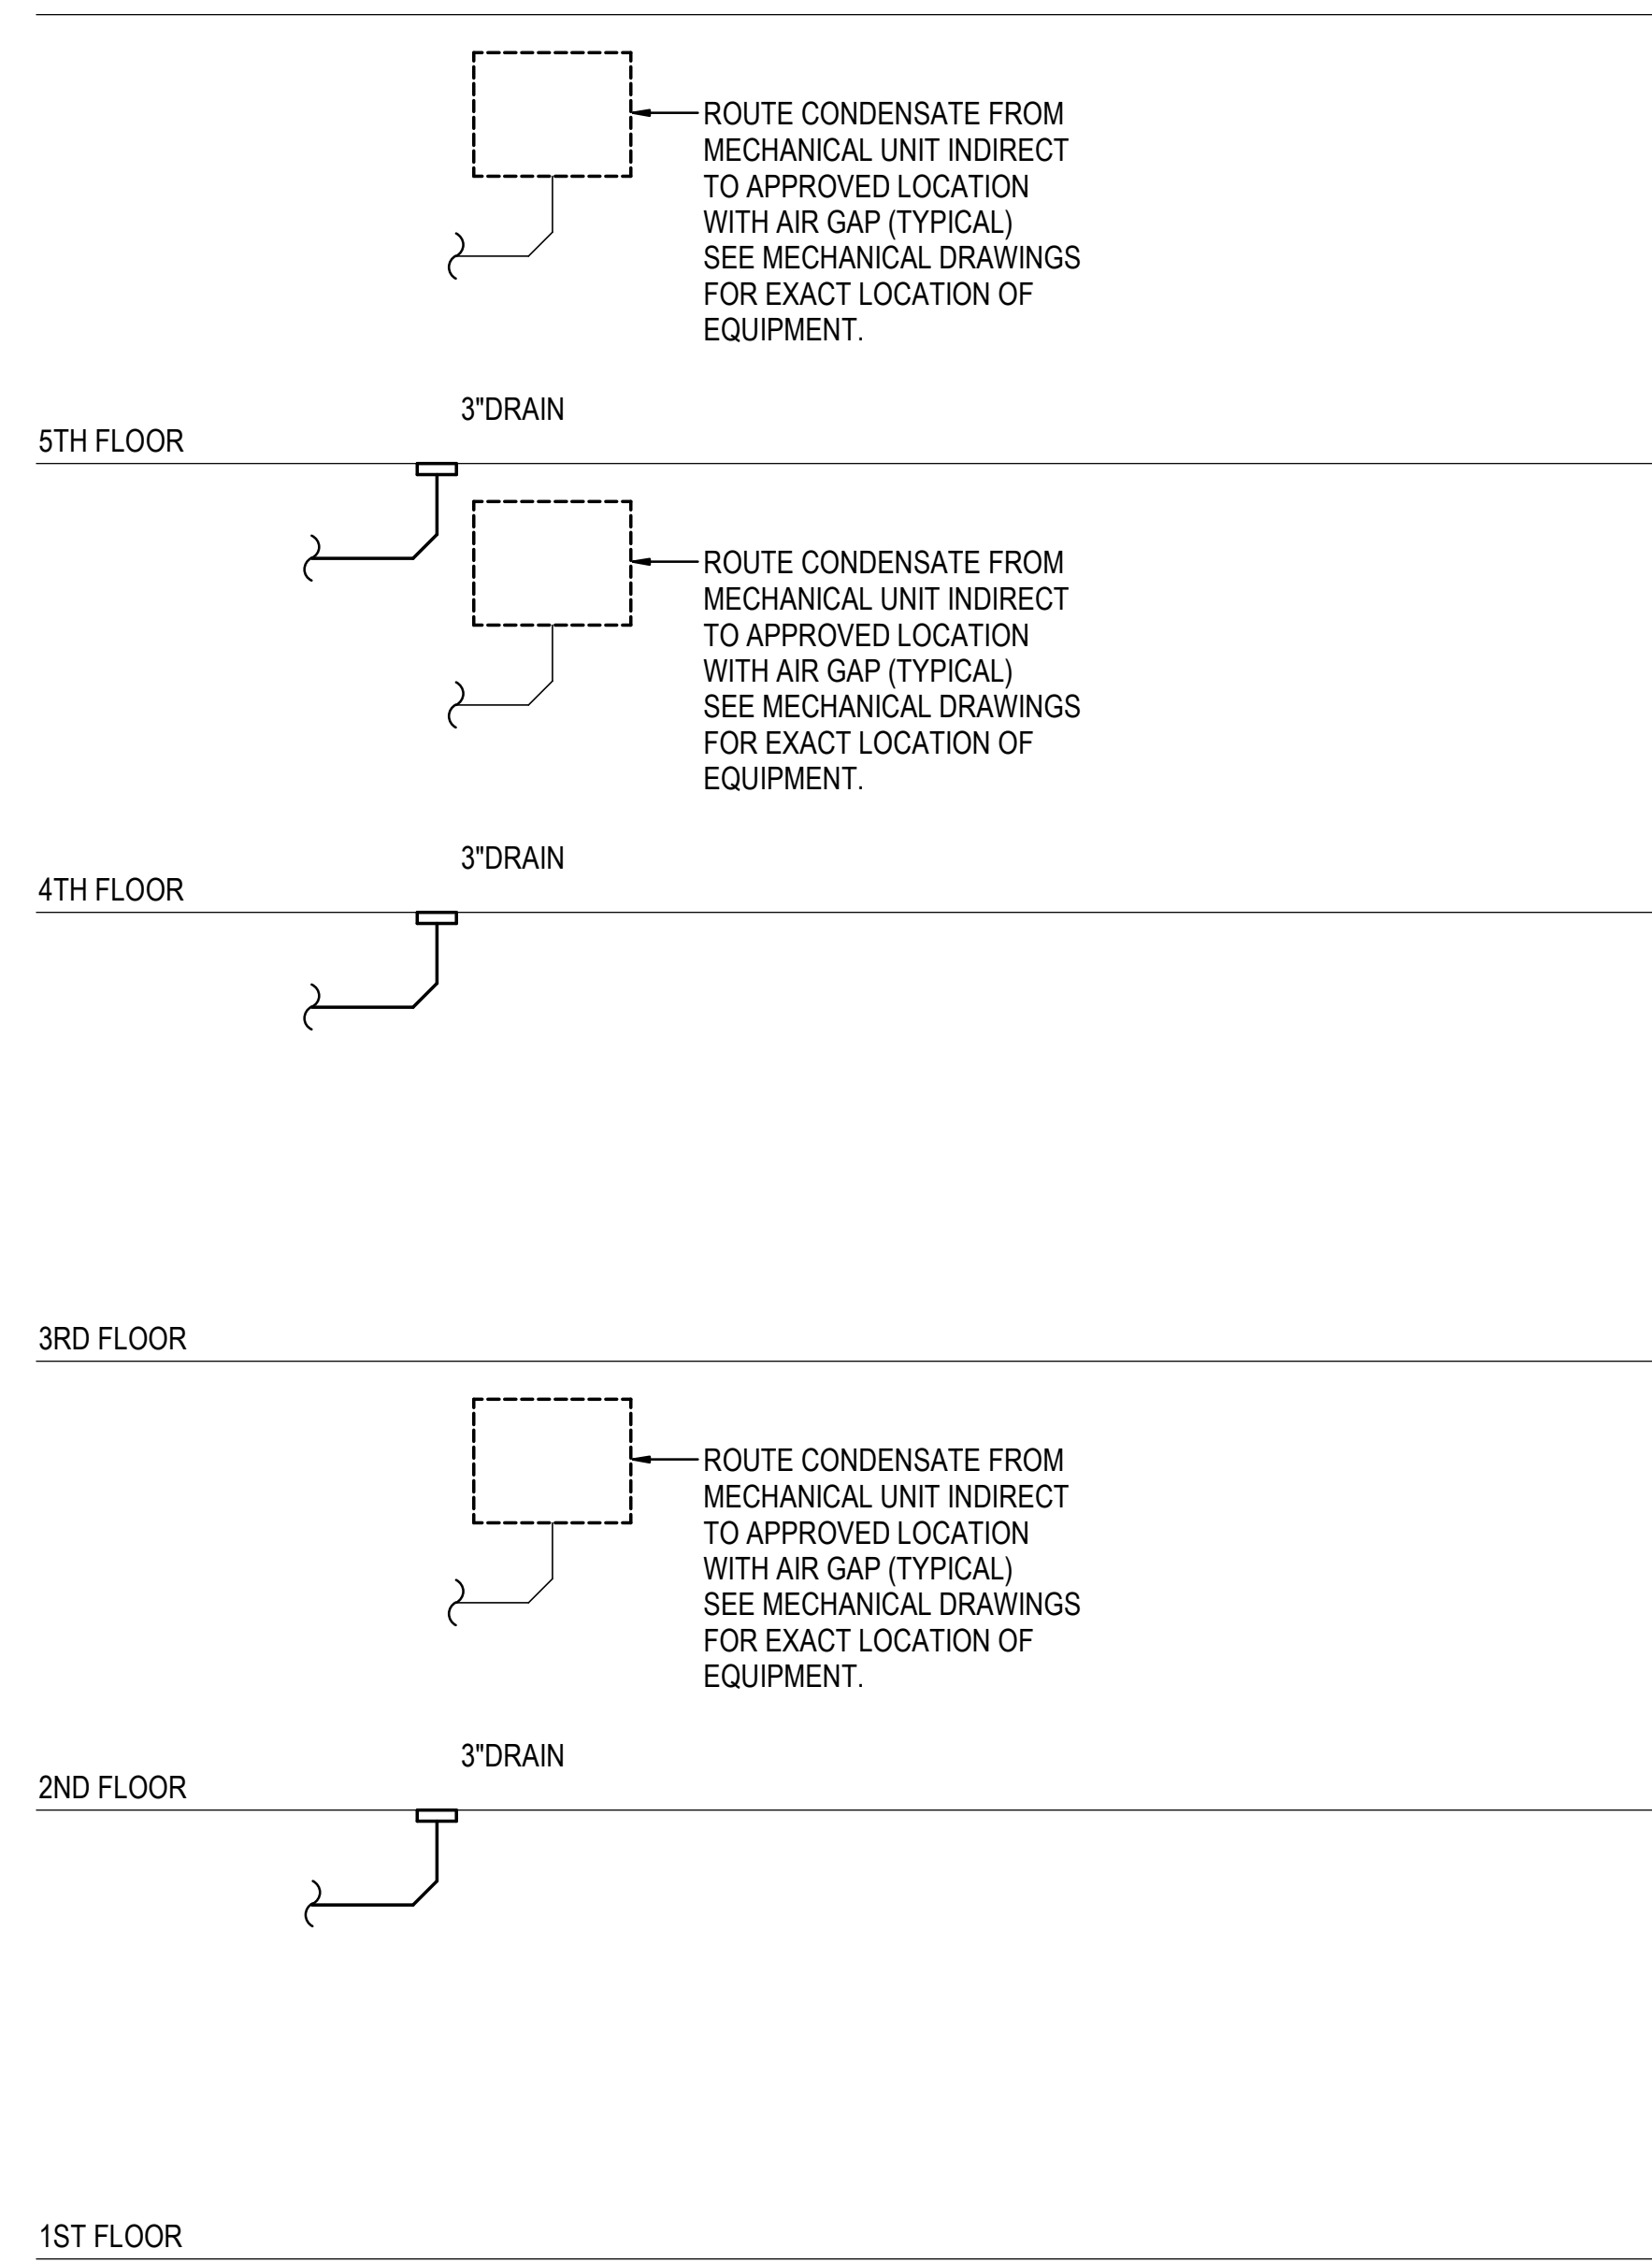 ROUTE CONDENSATE FROM
MECHANICAL UNIT INDIRECT
TO APPROVED LOCATION
WITH AIR GAP (TYPICAL)
SEE MECHANICAL DRAWINGS
FOR EXACT LOCATION OF
EQUIPMENT.
3"DRAIN
5TH FLOOR
ROUTE CONDENSATE FROM
MECHANICAL UNIT INDIRECT
TO APPROVED LOCATION
WITH AIR GAP (TYPICAL)
SEE MECHANICAL DRAWINGS
FOR EXACT LOCATION OF
EQUIPMENT.
3"DRAIN
4TH FLOOR
3RD FLOOR
ROUTE CONDENSATE FROM
MECHANICAL UNIT INDIRECT
TO APPROVED LOCATION
WITH AIR GAP (TYPICAL)
SEE MECHANICAL DRAWINGS
FOR EXACT LOCATION OF
EQUIPMENT.
3"DRAIN
2ND FLOOR
1ST FLOOR